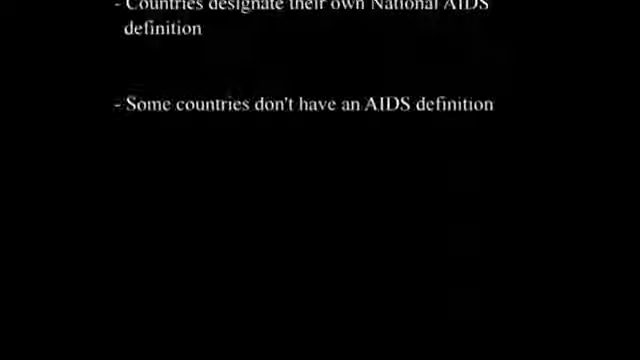 - Countries designate their own National AIDS
definition
- Some countries don't have an AIDS definition